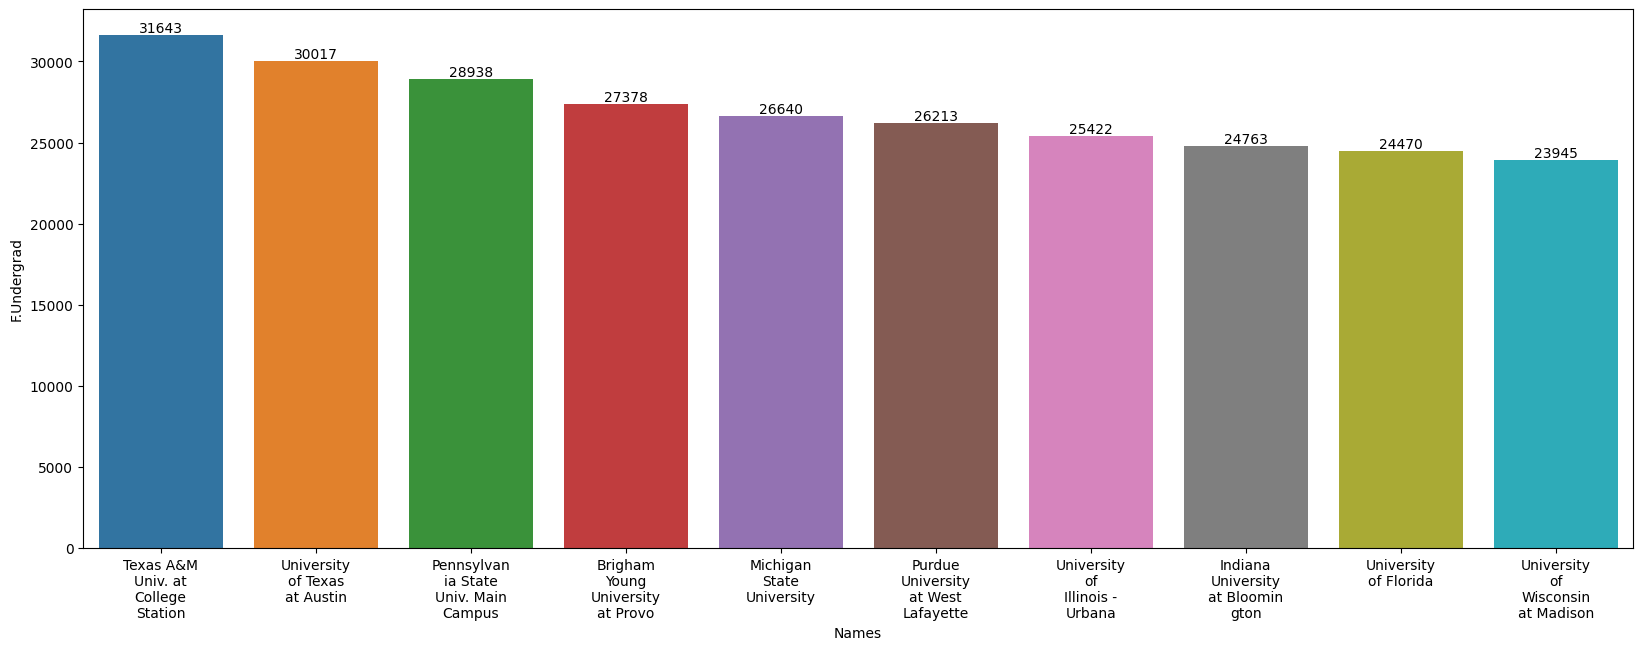 31643
30017
28938
27378
26640
26213
25422
24763
24470
23945
30000
25000
20000
15000
10000
5000
0
F.Undergrad
Texas A&M
Univ. at
College
Station
University
of Texas
at Austin
Pennsylvan
ia State
Univ. Main
Campus
Brigham
Young
University
at Provo
Michigan
State
University
Purdue
University
at West
Lafayette
University
of
Illinois -
Urbana
Indiana
University
at Bloomin
gton
University
of Florida
University
of
Wisconsin
at Madison
Names